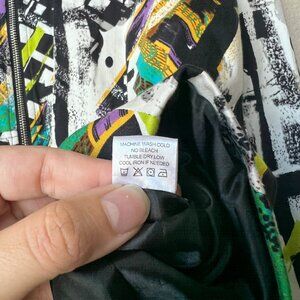 MACHINE WASH COLD
NO BLEACH
TUMBLE DRY LOW
COOL IRON IF NEEDED